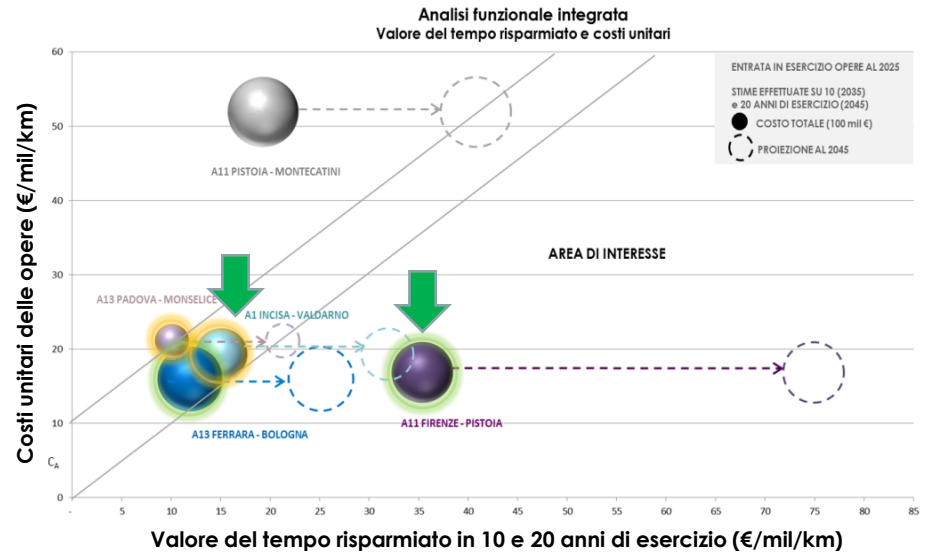 Analisi funzionale integrata
Valore del tempo risparmiato e costi unitari
Costi unitari delle opere (€/mil/km)
60
50
40
30
20
10
C_A
0
ENTRATA IN ESERCIZIO OPERE AL 2025
STIME EFFETTUATE SU 10 (2035)
e 20 ANNI DI ESERCIZIO (2045)
COSTO TOTALE (100 mil €)
PROIEZIONE AL 2045
A11 PISTOIA - MONTECATINI
AREA DI INTERESSE
A13 PADOVA - MONSELICE
A1 INCISA - VALDARNO
A11 FIRENZE - PISTOIA
A13 FERRARA - BOLOGNA
- 5 10 15 20 25 30 35 40 45 50 55 60 65 70 75 80 85
Valore del tempo risparmiato in 10 e 20 anni di esercizio (€/mil/km)